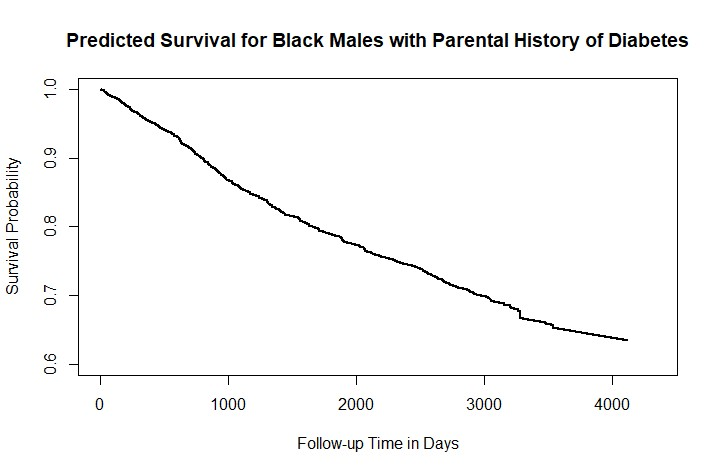 Predicted Survival for Black Males with Parental History of Diabetes
Survival Probability
1.0
0.9
0.8
0.7
0.6
0 1000 2000 3000 4000
Follow-up Time in Days